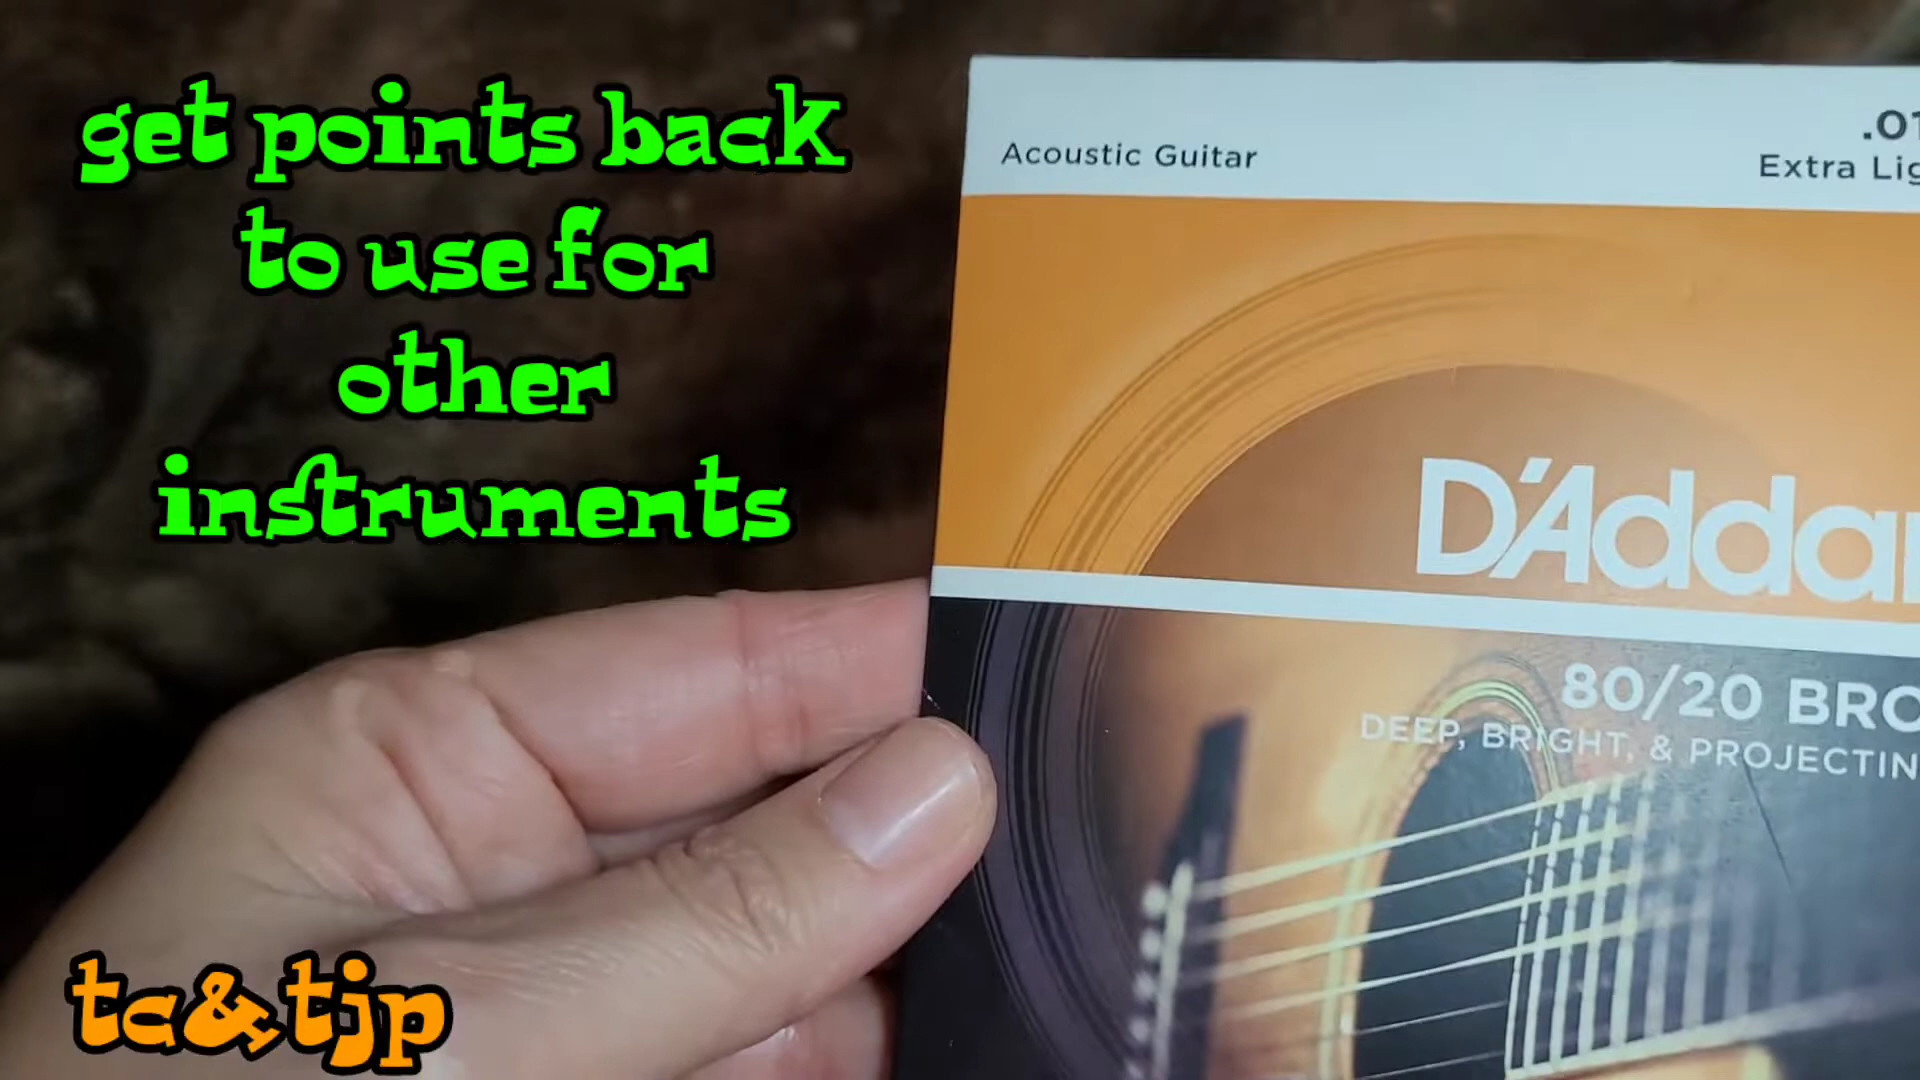 get points back
to use for
other
instruments
Acoustic Guitar
.01
Extra Lig
D'Addar
80/20 BRO
DEEP, BRIGHT, & PROJECTIN
tc&tjp